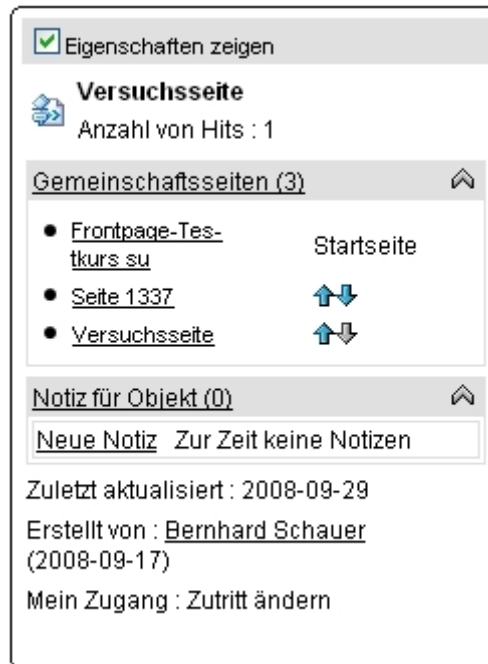 Eigenschaften zeigen
Versuchsseite
Anzahl von Hits : 1
Gemeinschaftsseiten (3)
Frontpage-Tes-
tkurs su
Startseite
Seite 1337
Versuchsseite
Notiz für Objekt (0)
Neue Notiz Zur Zeit keine Notizen
Zuletzt aktualisiert : 2008-09-29
Erstellt von : Bernhard Schauer
(2008-09-17)
Mein Zugang : Zutritt ändern